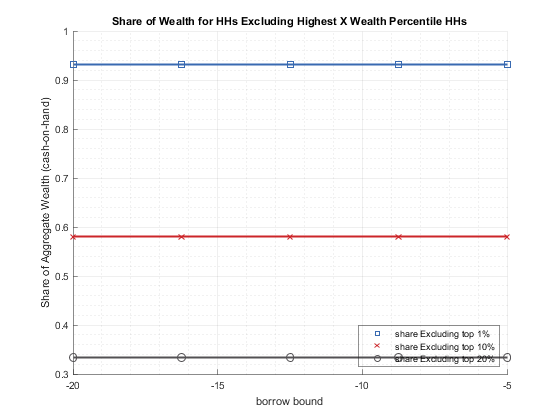 Share of Wealth for HHs Excluding Highest X Wealth Percentile HHs
Share of Aggregate Wealth (cash-on-hand)
1
0.9
0.8
0.7
0.6
0.5
0.4
0.3
share Excluding top 1%
share Excluding top 10%
share Excluding top 20%
-20
-15
-10
-5
borrow bound